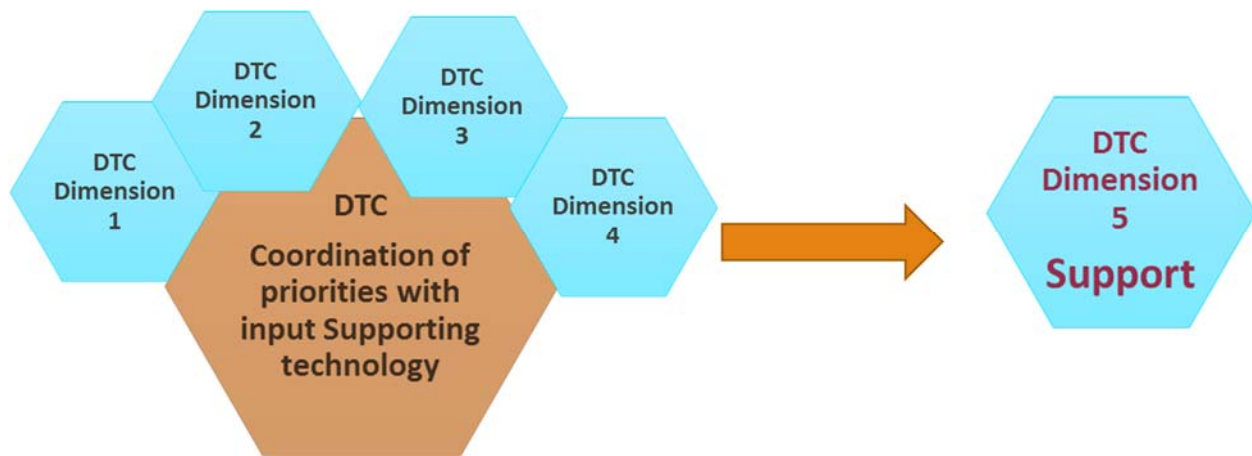 DTC
Dimension
1
DTC
Dimension
2
DTC
Dimension
3
DTC
Dimension
4
DTC
Coordination of
priorities with
input Supporting
technology
DTC
Dimension
5
Support